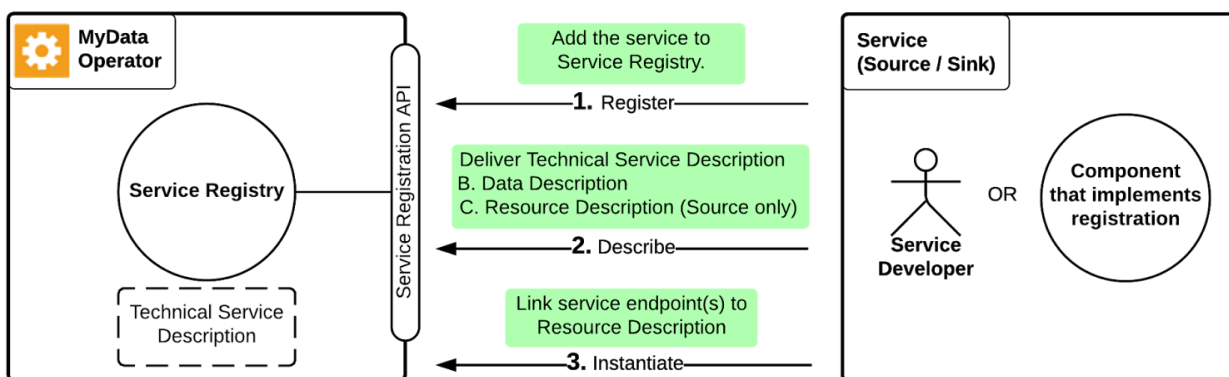 MyData
Operator
Service Registry
Technical Service
Description
Service Registration API
Add the service to
Service Registry.
1. Register
Deliver Technical Service Description
B. Data Description
C. Resource Description (Source only)
2. Describe
Link service endpoint(s) to
Resource Description
3. Instantiate
Service
(Source / Sink)
Service
Developer
OR
Component
that implements
registration